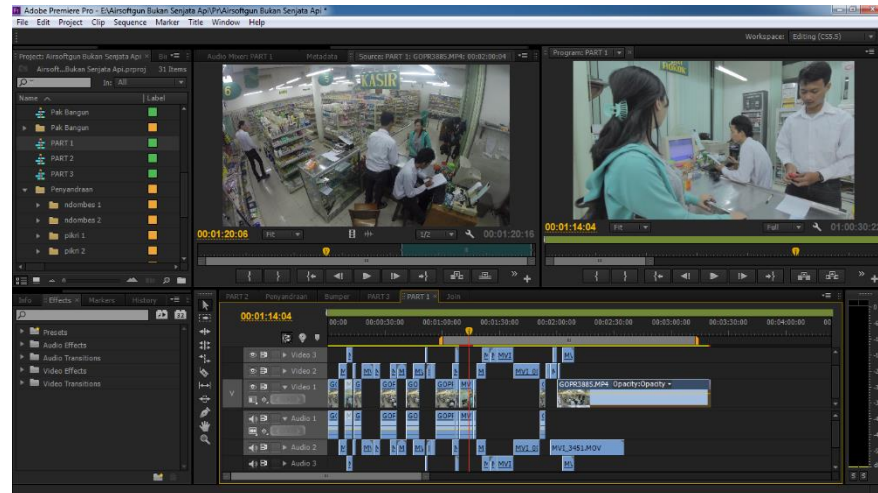 Adobe Premiere Pro - E:\Airsoftgun Bukan Senjata Api\Pr\Airsoftgun Bukan Senjata Api *
File Edit Project Clip Sequence Marker Title Window Help
Workspace: Editing (CS5.5)
Project: Airsoftgun Bukan Senjata Api
Airsoft...Bukan Senjata Api.prproj 31 Items
In: All
Name Label
Pak Bangun
Pak Bangun
PART 1
PART 2
PART 3
Penyandraan
ndombes 1
ndombes 2
pikri 1
pikri 2
Audio Mixer: PART 1 Metadata Source: PART 1: GOPR3885.MP4: 00:02:00:04
KASIR
00:01:20:06 Fit 1/2 00:01:20:16
Program: PART 1
00:01:14:04 Fit Full
Info Effects Markers History
Presets
Audio Effects
Audio Transitions
Video Effects
Video Transitions
PART 2 Penyandraan Bumper PART 3 PART 1 Join
00:01:14:04
00:00 00:00:30:00 00:01:00:00 00:01:30:00 00:02:00:00 00:02:30:00 00:03:00:00 00:03:30:00 00:04:00:00
Video 3 MVI
Video 2
V Video 1 GOPR3885.MP4 Opacity:Opacity
Audio 1
Audio 2 MVI_3451.MOV
Audio 3 MVI
S S